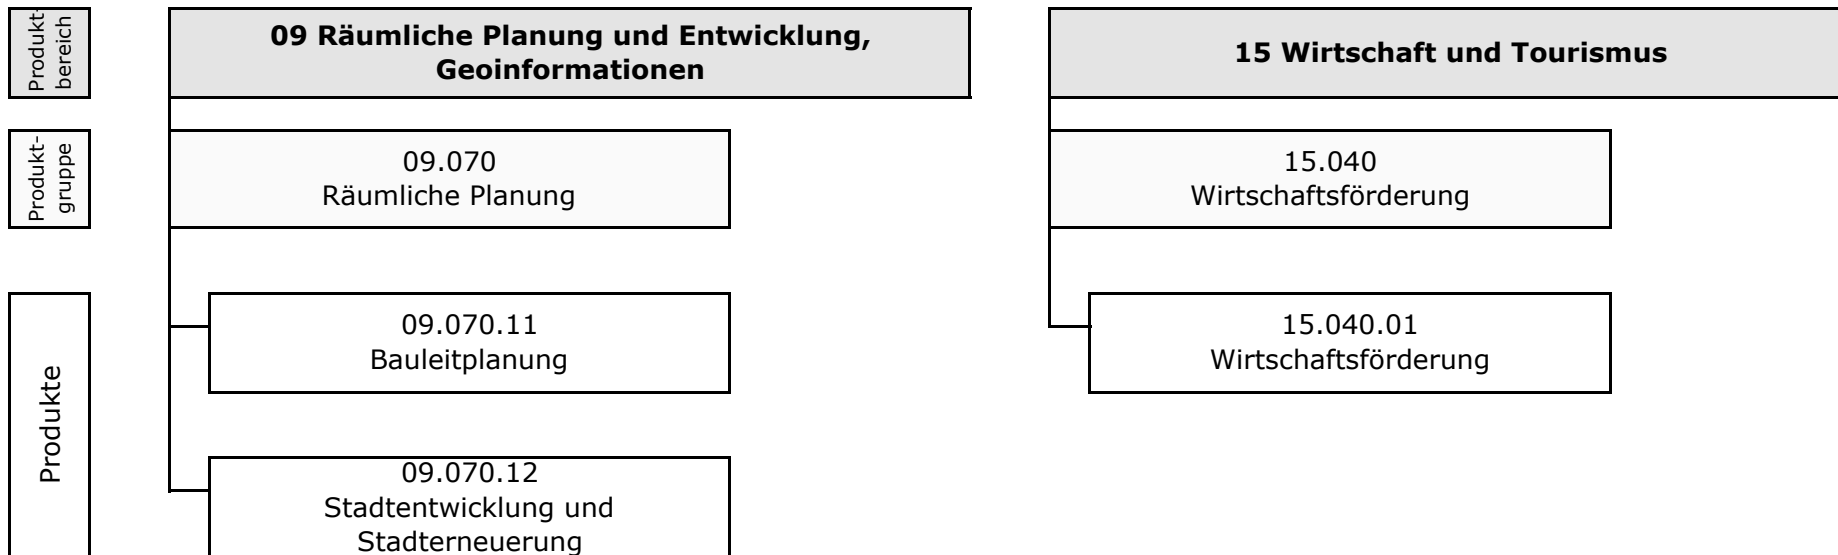 Produkt-
bereich
09 Räumliche Planung und Entwicklung,
Geoinformationen
15 Wirtschaft und Tourismus
Produkt-
gruppe
09.070
Räumliche Planung
15.040
Wirtschaftsförderung
Produkte
09.070.11
Bauleitplanung
15.040.01
Wirtschaftsförderung
09.070.12
Stadtentwicklung und
Stadterneuerung